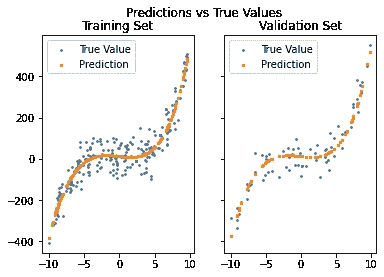 Predictions vs True Values
Training Set
Validation Set
True Value
Prediction
True Value
Prediction
400
200
0
−200
−400
−10 −5 0 5 10
−10 −5 0 5 10